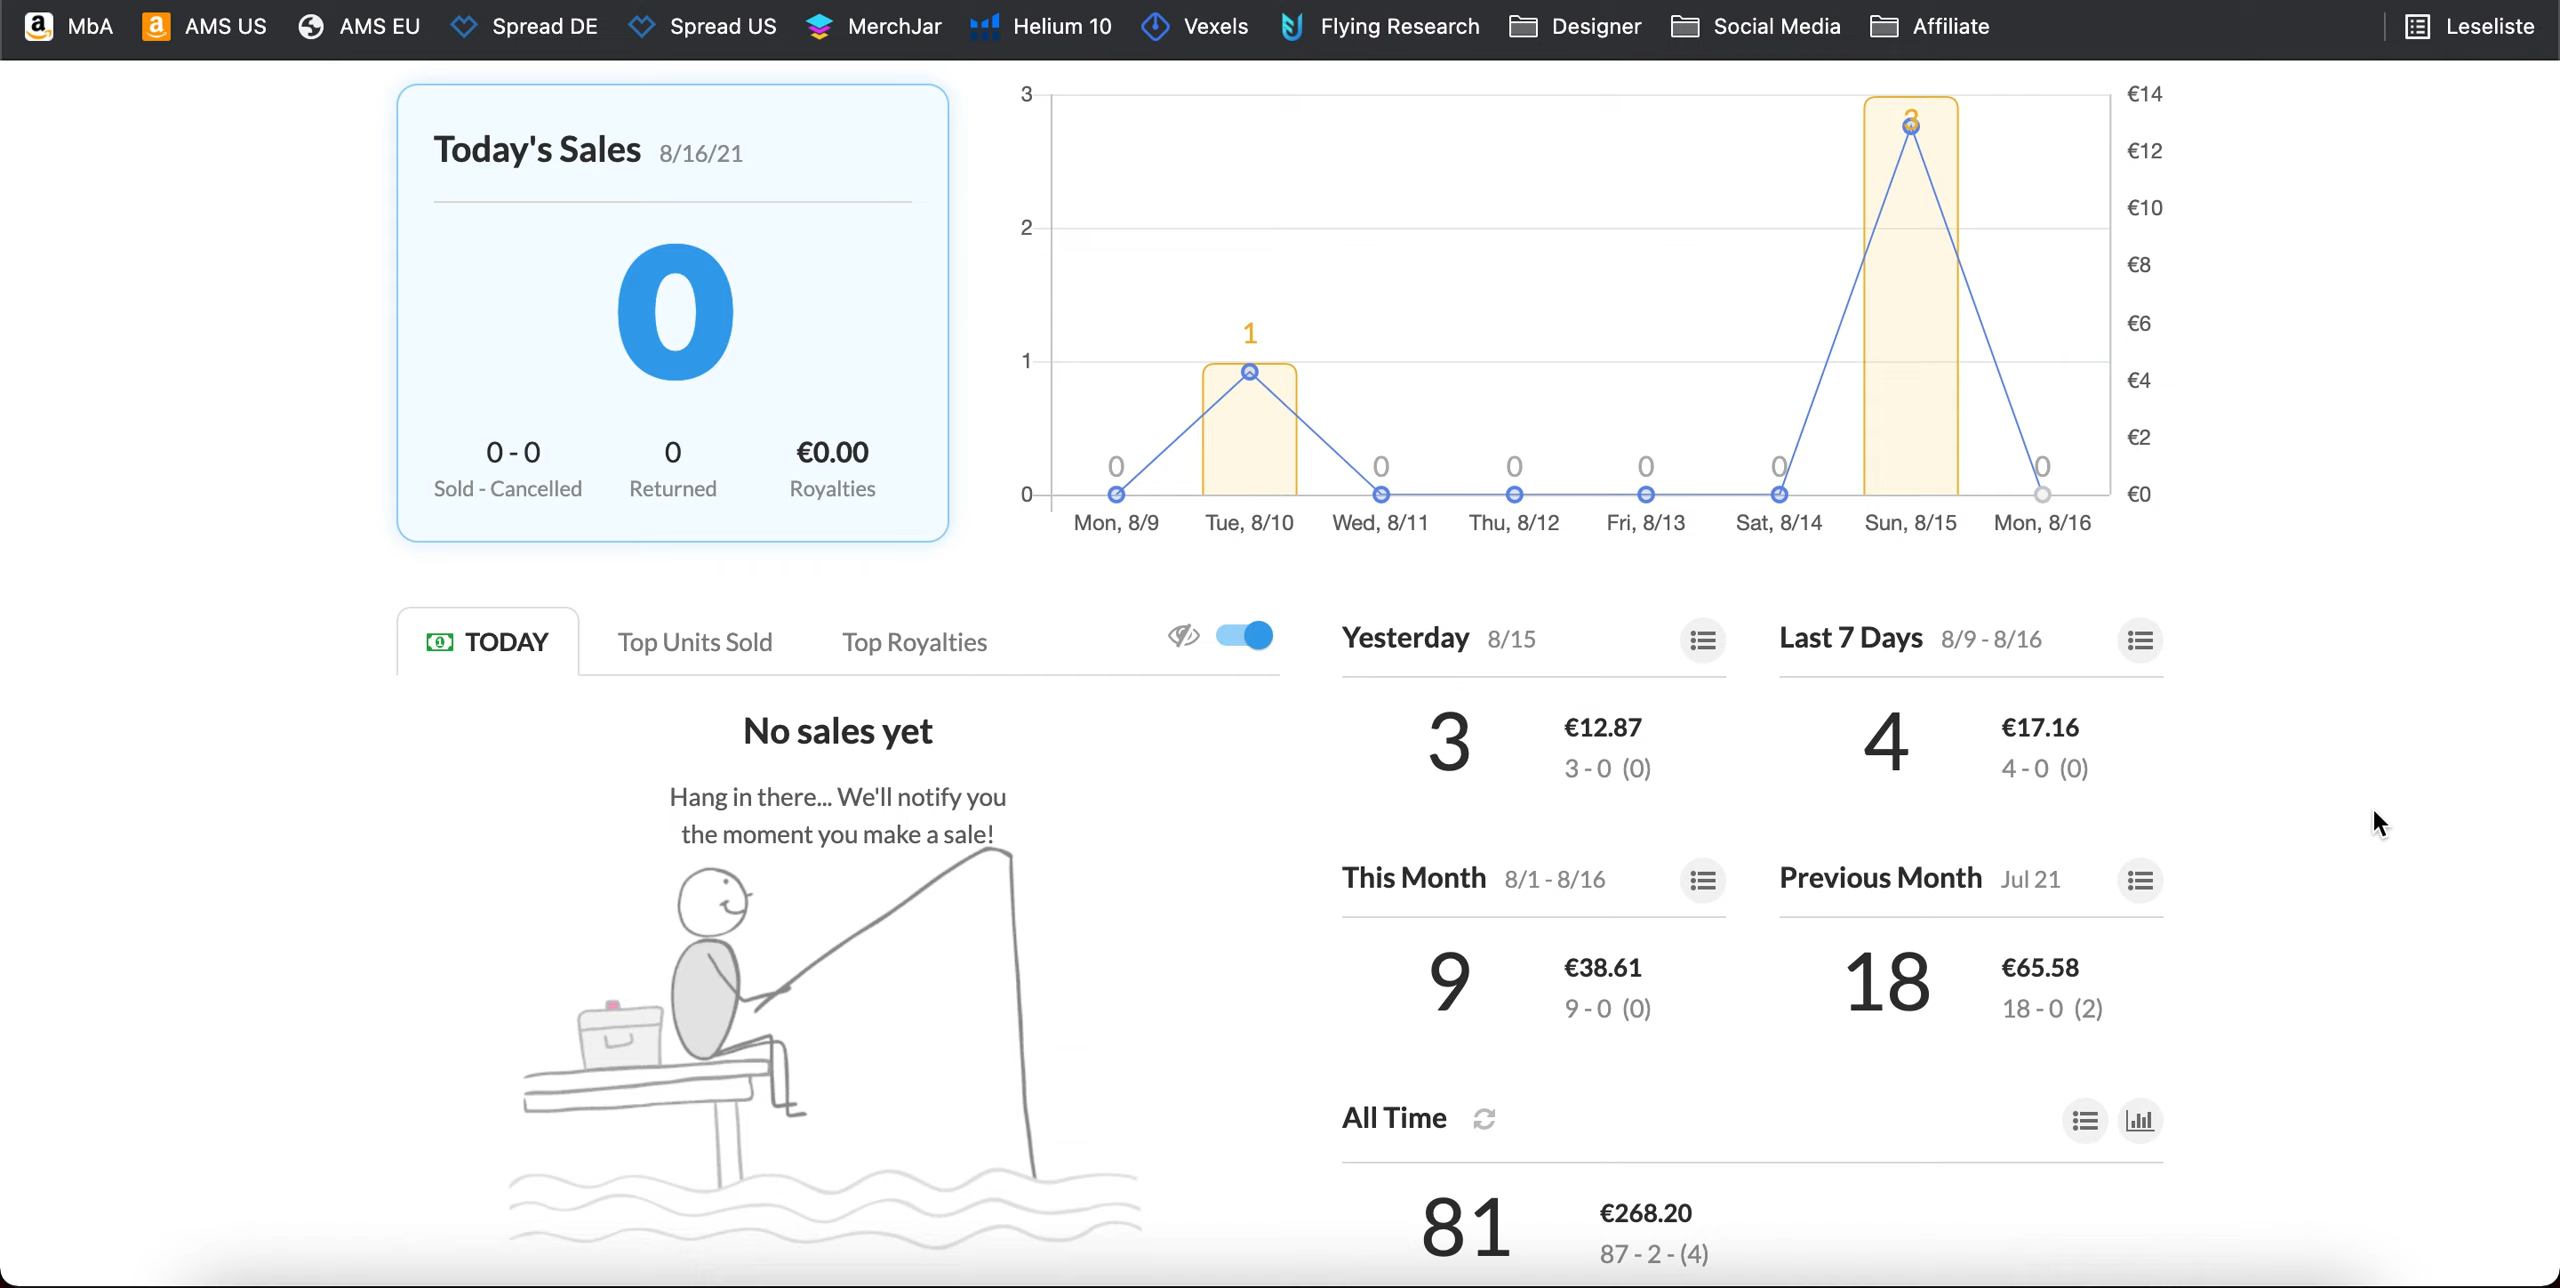 MbA AMS US AMS EU Spread DE Spread US MerchJar Helium 10 Vexels Flying Research Designer Social Media Affiliate Leseliste
Today's Sales 8/16/21
0
0 - 0 0 €0.00
Sold - Cancelled Returned Royalties
3 €14
3
€12
2 €10
€8
1 €6
1 €4
€2
0 0 0 0 0 0
0 €0
Mon, 8/9 Tue, 8/10 Wed, 8/11 Thu, 8/12 Fri, 8/13 Sat, 8/14 Sun, 8/15 Mon, 8/16
TODAY Top Units Sold Top Royalties
No sales yet
Hang in there... We'll notify you
the moment you make a sale!
Yesterday 8/15
3 €12.87
3 - 0 (0)
Last 7 Days 8/9 - 8/16
4 €17.16
4 - 0 (0)
This Month 8/1 - 8/16
9 €38.61
9 - 0 (0)
Previous Month Jul 21
18 €65.58
18 - 0 (2)
All Time
81 €268.20
87 - 2 - (4)